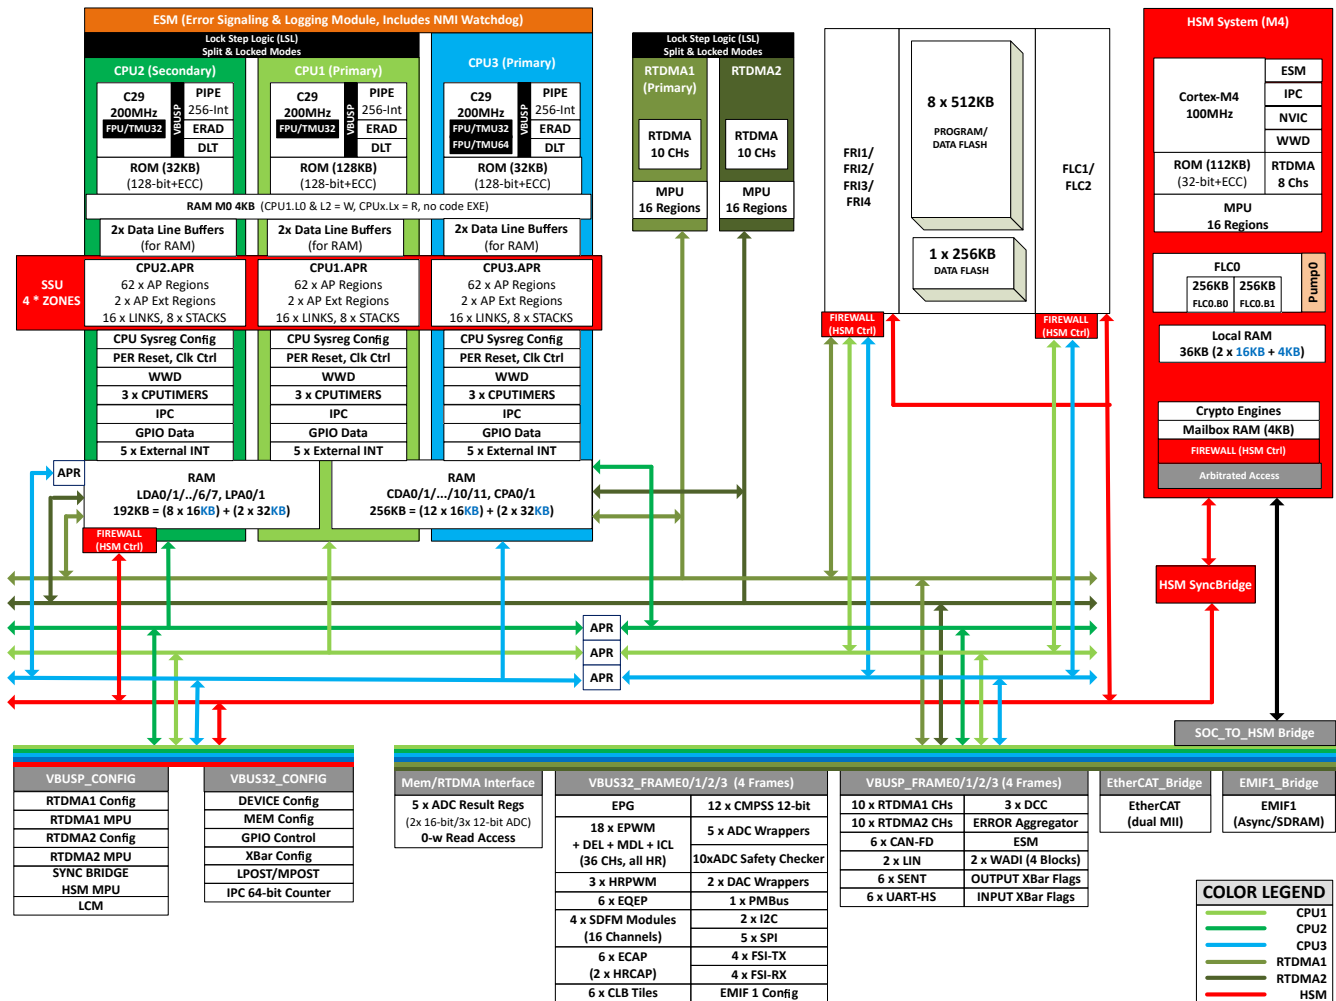 ESM (Error Signaling & Logging Module, Includes NMI Watchdog)
Lock Step Logic (LSL)
Split & Locked Modes
CPU2 (Secondary)
C29
200MHz
FPU/TMU32
VBUSP
PIPE
256-Int
ERAD
DLT
ROM (32KB)
(128-bit+ECC)
CPU1 (Primary)
C29
200MHz
FPU/TMU32
VBUSP
PIPE
256-Int
ERAD
DLT
ROM (128KB)
(128-bit+ECC)
CPU3 (Primary)
C29
200MHz
FPU/TMU32
FPU/TMU64
VBUSP
PIPE
256-Int
ERAD
DLT
ROM (32KB)
(128-bit+ECC)
RAM M0 4KB (CPU1.L0 & L2 = W, CPUx.Lx = R, no code EXE)
2x Data Line Buffers
(for RAM)
2x Data Line Buffers
(for RAM)
2x Data Line Buffers
(for RAM)
SSU
4 * ZONES
CPU2.APR
62 x AP Regions
2 x AP Ext Regions
16 x LINKS, 8 x STACKS
CPU1.APR
62 x AP Regions
2 x AP Ext Regions
16 x LINKS, 8 x STACKS
CPU3.APR
62 x AP Regions
2 x AP Ext Regions
16 x LINKS, 8 x STACKS
CPU Sysreg Config
PER Reset, Clk Ctrl
WWD
3 x CPUTIMERS
IPC
GPIO Data
5 x External INT
CPU Sysreg Config
PER Reset, Clk Ctrl
WWD
3 x CPUTIMERS
IPC
GPIO Data
5 x External INT
CPU Sysreg Config
PER Reset, Clk Ctrl
WWD
3 x CPUTIMERS
IPC
GPIO Data
5 x External INT
APR
RAM
LDA0/1/../6/7, LPA0/1
192KB = (8 x 16KB) + (2 x 32KB)
RAM
CDA0/1/.../10/11, CPA0/1
256KB = (12 x 16KB) + (2 x 32KB)
FIREWALL
(HSM Ctrl)
Lock Step Logic (LSL)
Split & Locked Modes
RTDMA1
(Primary)
RTDMA
10 CHs
MPU
16 Regions
RTDMA2
RTDMA
10 CHs
MPU
16 Regions
FRI1/
FRI2/
FRI3/
FRI4
8 x 512KB
PROGRAM/
DATA FLASH
1 x 256KB
DATA FLASH
FLC1/
FLC2
FIREWALL
(HSM Ctrl)
FIREWALL
(HSM Ctrl)
HSM System (M4)
Cortex-M4
100MHz
ESM
IPC
NVIC
WWD
ROM (112KB)
(32-bit+ECC)
RTDMA
8 Chs
MPU
16 Regions
FLC0
256KB
FLC0.B0
256KB
FLC0.B1
Pump0
Local RAM
36KB (2 x 16KB + 4KB)
Crypto Engines
Mailbox RAM (4KB)
FIREWALL (HSM Ctrl)
Arbitrated Access
HSM SyncBridge
APR
APR
APR
SOC_TO_HSM Bridge
VBUSP_CONFIG
RTDMA1 Config
RTDMA1 MPU
RTDMA2 Config
RTDMA2 MPU
SYNC BRIDGE
HSM MPU
LCM
VBUS32_CONFIG
DEVICE Config
MEM Config
GPIO Control
XBar Config
LPOST/MPOST
IPC 64-bit Counter
Mem/RTDMA Interface
5 x ADC Result Regs
(2x 16-bit/3x 12-bit ADC)
0-w Read Access
VBUS32_FRAME0/1/2/3 (4 Frames)
EPG
18 x EPWM
+ DEL + MDL + ICL
(36 CHs, all HR)
3 x HRPWM
6 x EQEP
4 x SDFM Modules
(16 Channels)
6 x ECAP
(2 x HRCAP)
6 x CLB Tiles
12 x CMPSS 12-bit
5 x ADC Wrappers
10xADC Safety Checker
2 x DAC Wrappers
1 x PMBus
2 x I2C
5 x SPI
4 x FSI-TX
4 x FSI-RX
EMIF 1 Config
VBUSP_FRAME0/1/2/3 (4 Frames)
10 x RTDMA1 CHs
10 x RTDMA2 CHs
6 x CAN-FD
2 x LIN
6 x SENT
6 x UART-HS
3 x DCC
ERROR Aggregator
ESM
2 x WADI (4 Blocks)
OUTPUT XBar Flags
INPUT XBar Flags
EtherCAT_Bridge
EtherCAT
(dual MII)
EMIF1_Bridge
EMIF1
(Async/SDRAM)
COLOR LEGEND
CPU1
CPU2
CPU3
RTDMA1
RTDMA2
HSM